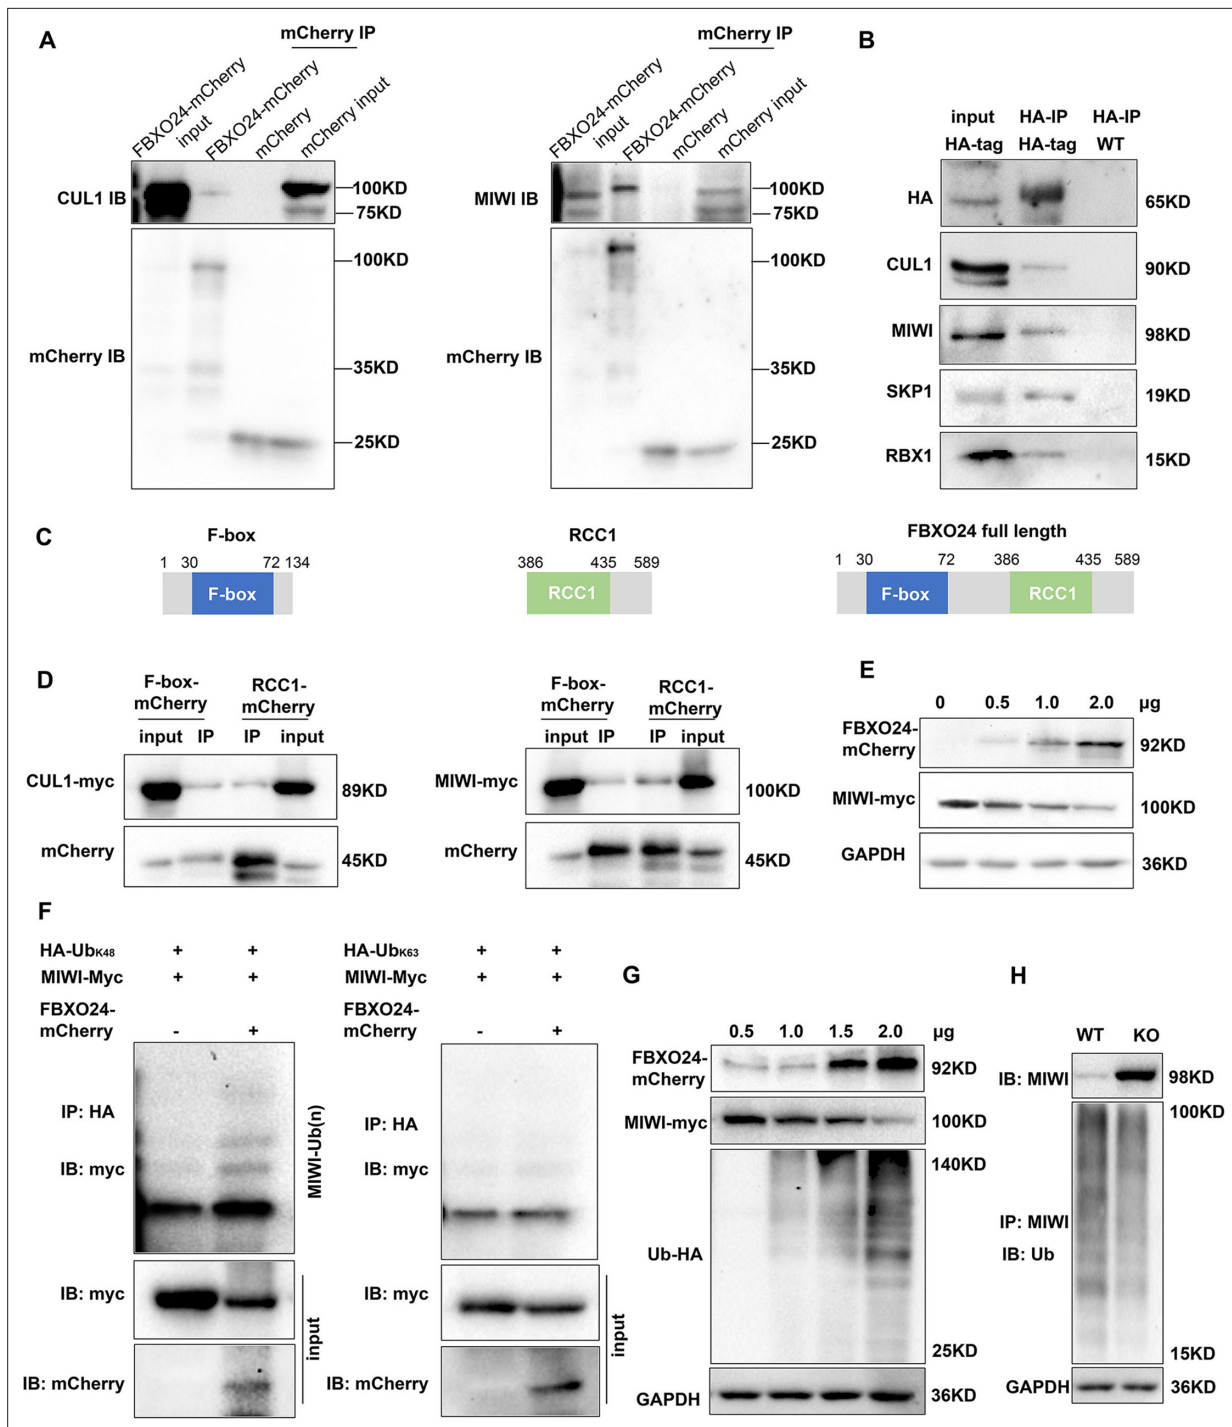 A
mCherry IP
FBXO24-mCherry
input
FBXO24-mCherry
mCherry
mCherry input
CUL1 IB
100KD
75KD
mCherry IB
100KD
35KD
25KD
mCherry IP
FBXO24-mCherry
input
FBXO24-mCherry
mCherry
mCherry input
MIWI IB
100KD
75KD
mCherry IB
100KD
35KD
25KD
B
input HA-IP HA-IP
HA-tag HA-tag WT
HA 65KD
CUL1 90KD
MIWI 98KD
SKP1 19KD
RBX1 15KD
C
F-box
1 30 72 134
F-box
RCC1
386 435 589
RCC1
FBXO24 full length
1 30 72 386 435 589
F-box RCC1
D
F-box-
mCherry
RCC1-
mCherry
input IP IP input
CUL1-myc 89KD
mCherry 45KD
F-box-
mCherry
RCC1-
mCherry
input IP IP input
MIWI-myc 100KD
mCherry 45KD
E
0 0.5 1.0 2.0 µg
FBXO24-
mCherry 92KD
MIWI-myc 100KD
GAPDH 36KD
F
HA-UbK48 + +
MIWI-Myc + +
FBXO24-
mCherry - +
IP: HA
IB: myc
MIWI-Ub(n)
IB: myc
IB: mCherry
input
HA-UbK63 + +
MIWI-Myc + +
FBXO24-
mCherry - +
IP: HA
IB: myc
IB: myc
IB: mCherry
input
G
0.5 1.0 1.5 2.0 µg
FBXO24-
mCherry 92KD
MIWI-myc 100KD
140KD
Ub-HA
25KD
GAPDH 36KD
H
WT KO
IB: MIWI 98KD
100KD
IP: MIWI
IB: Ub
15KD
GAPDH 36KD